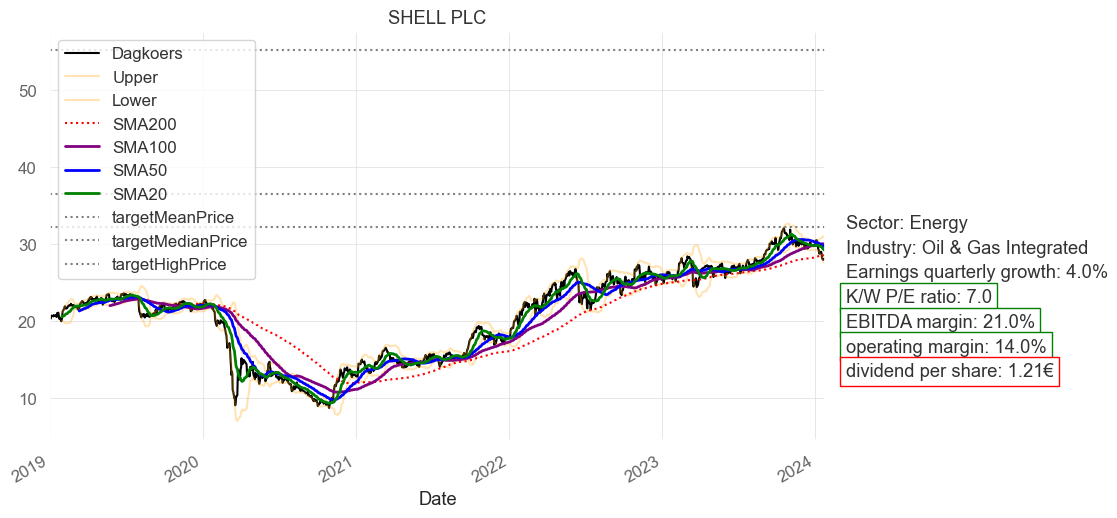 SHELL PLC
Dagkoers
Upper
Lower
SMA200
SMA100
SMA50
SMA20
targetMeanPrice
targetMedianPrice
targetHighPrice
50
40
30
20
10
2019
2020
2021
2022
2023
2024
Date
Sector: Energy
Industry: Oil & Gas Integrated
Earnings quarterly growth: 4.0%
K/W P/E ratio: 7.0
EBITDA margin: 21.0%
operating margin: 14.0%
dividend per share: 1.21€